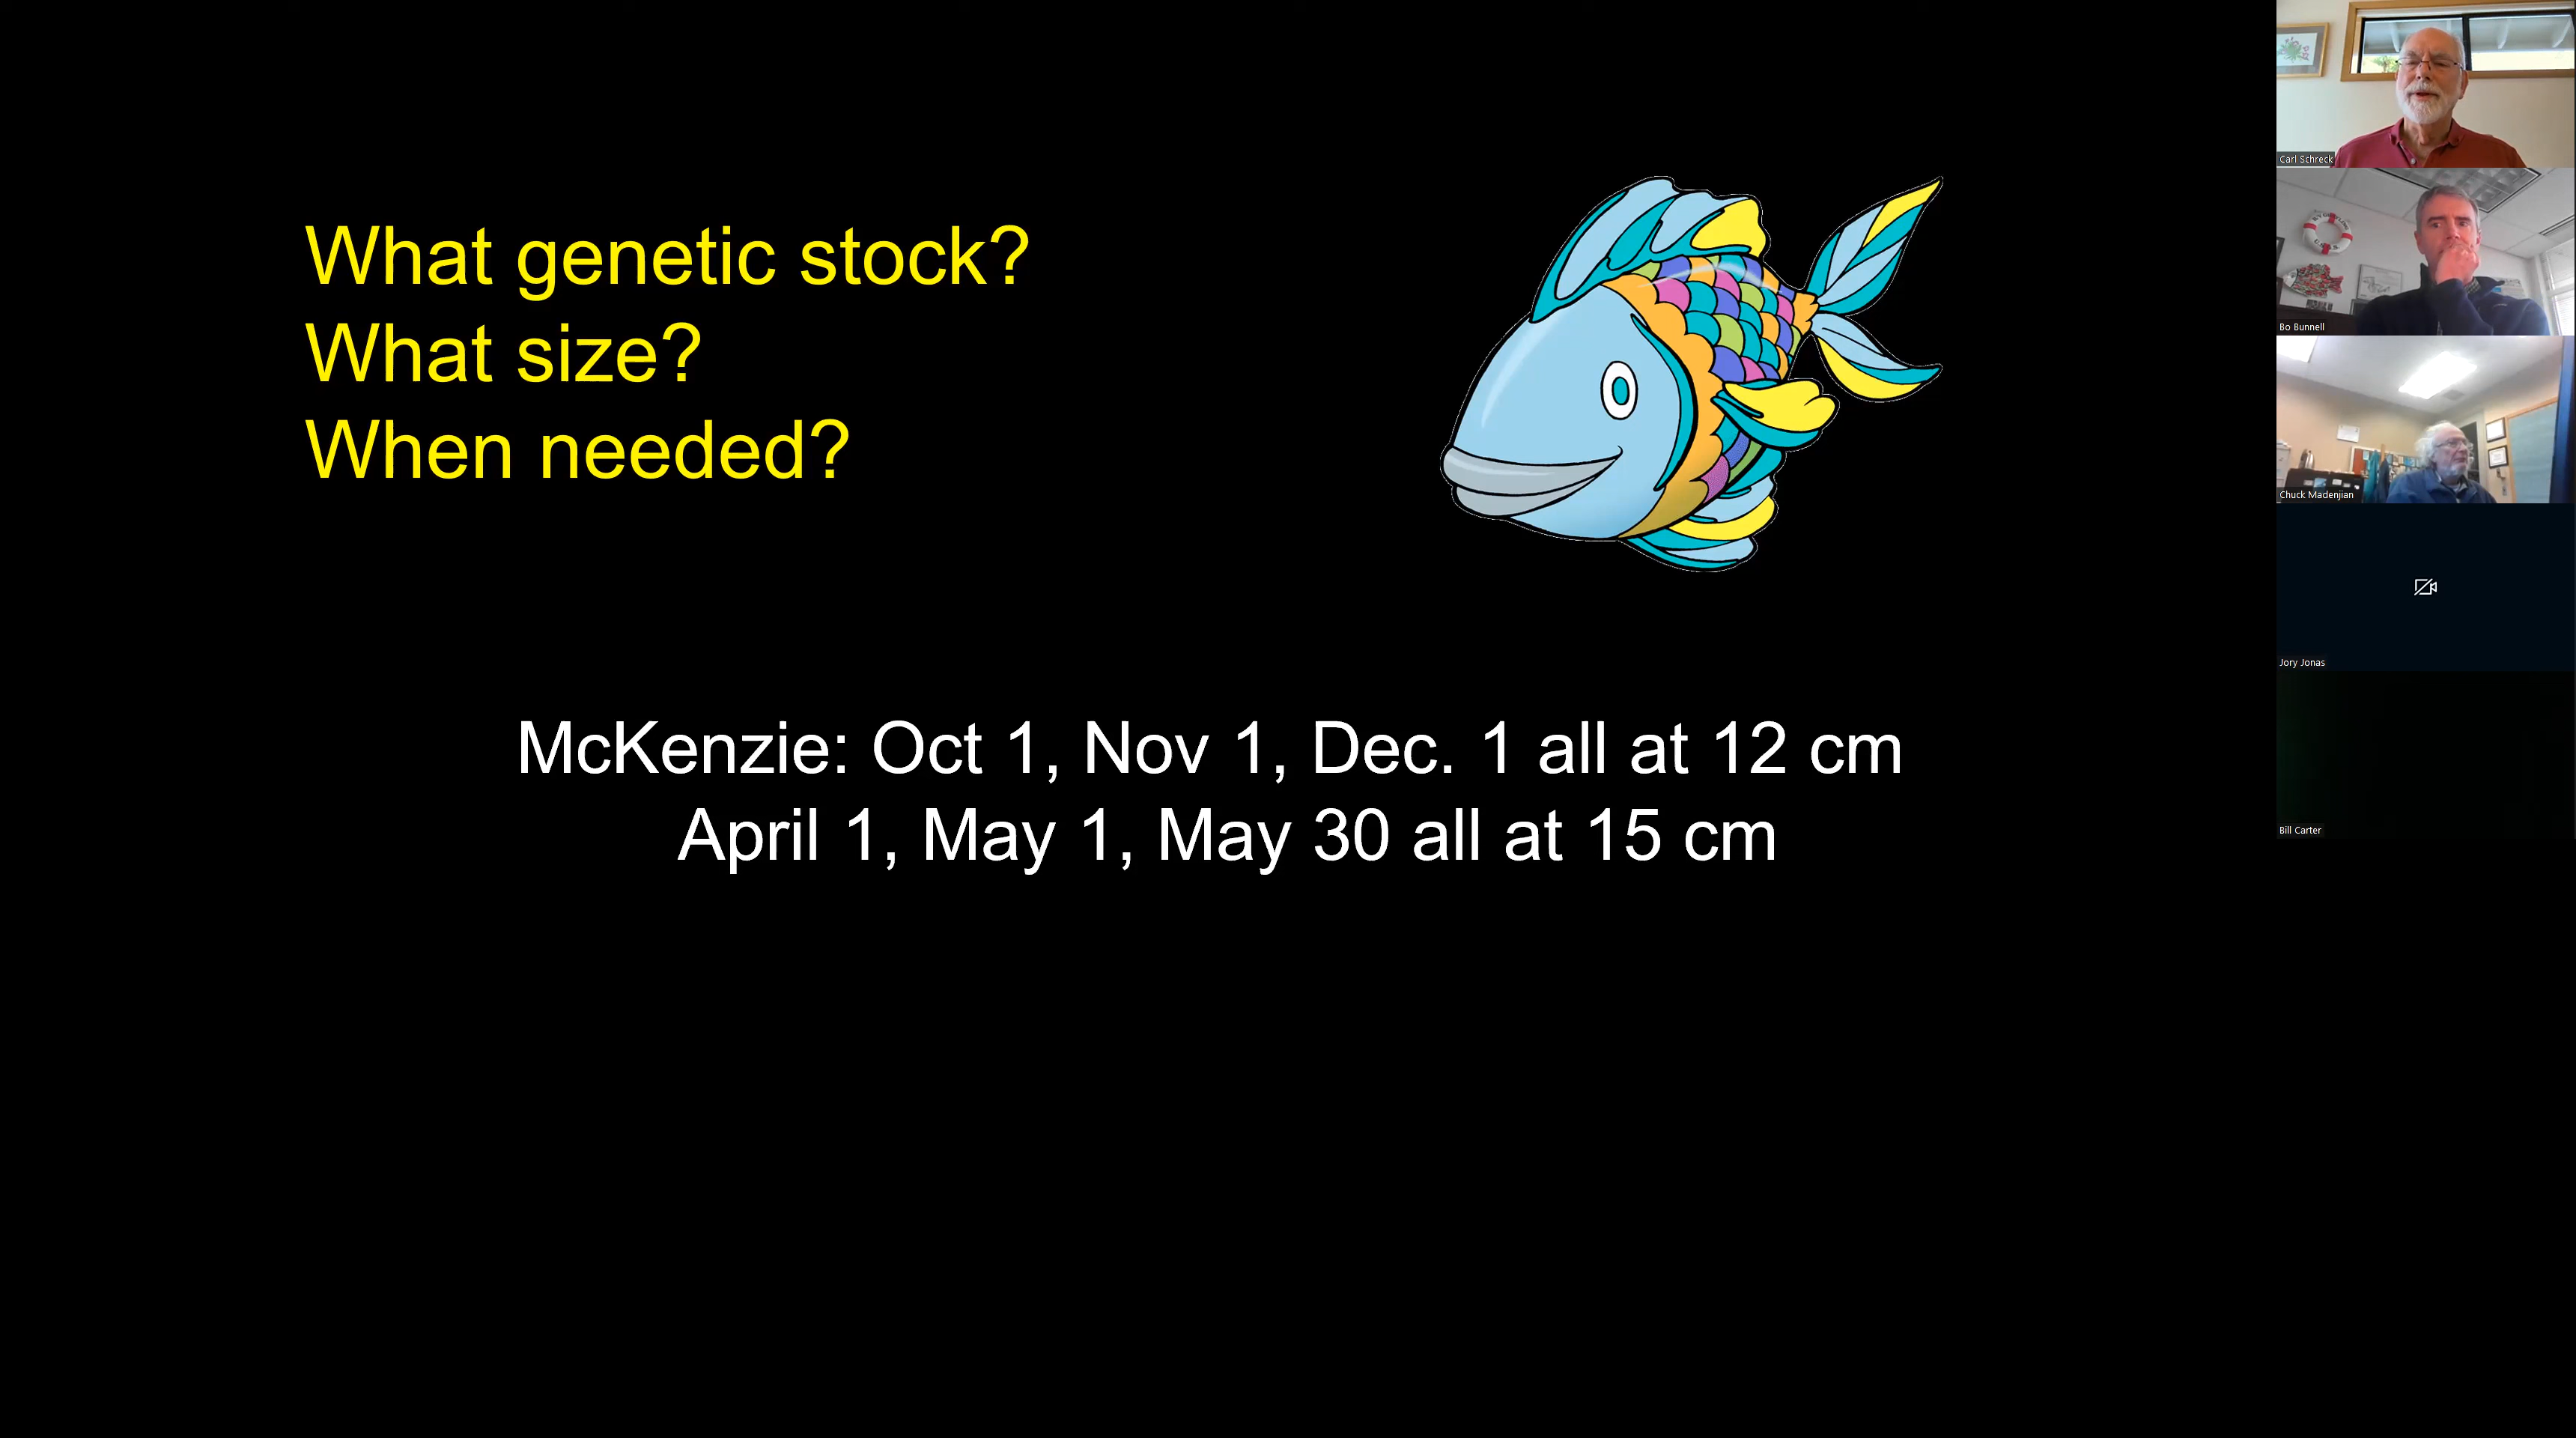 What genetic stock?
What size?
When needed?
McKenzie: Oct 1, Nov 1, Dec. 1 all at 12 cm
April 1, May 1, May 30 all at 15 cm
Carl Schreck
Bo Bunnell
Chuck Madenjian
Jory Jonas
Bill Carter